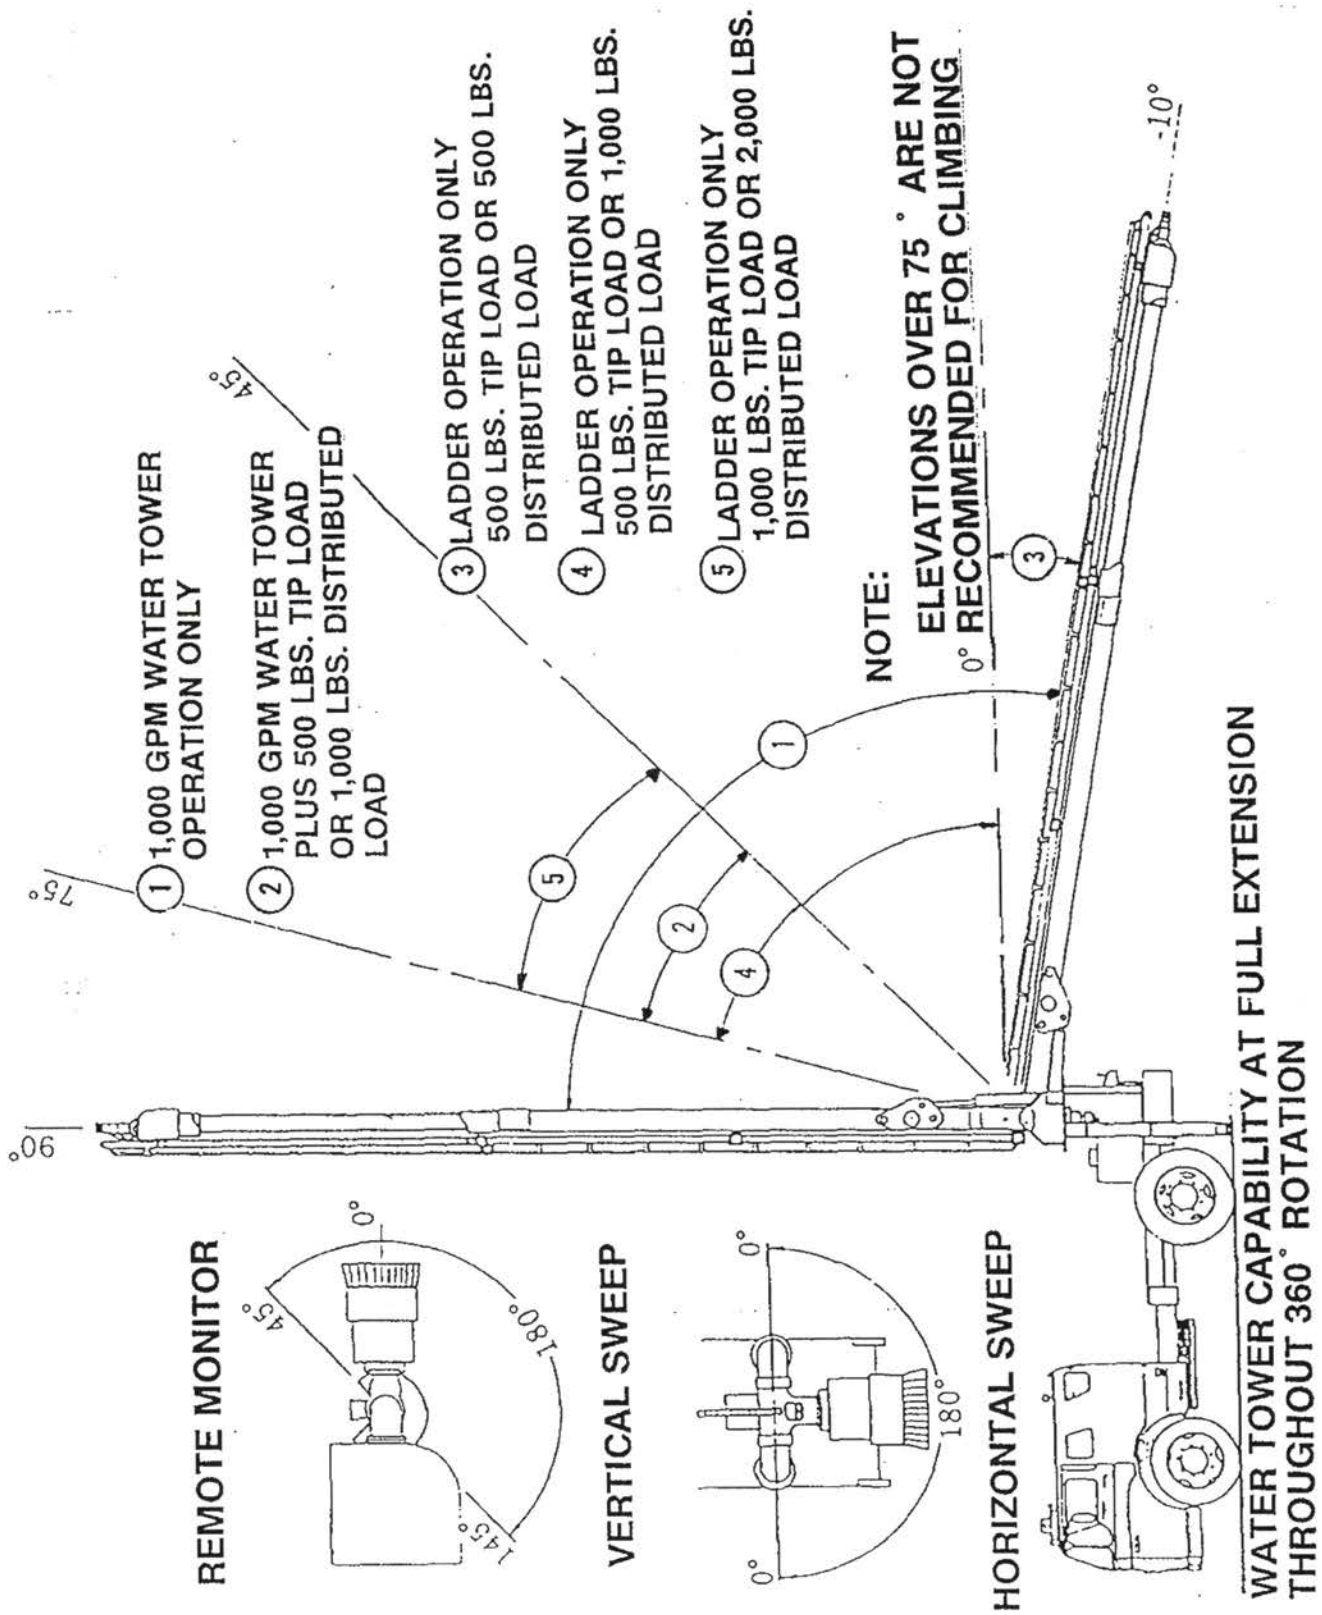 REMOTE MONITOR
45°
0°
180°
145°
VERTICAL SWEEP
0°
0°
180°
HORIZONTAL SWEEP
90°
75°
45°
0°
-10°
① 1,000 GPM WATER TOWER
OPERATION ONLY
② 1,000 GPM WATER TOWER
PLUS 500 LBS. TIP LOAD
OR 1,000 LBS. DISTRIBUTED
LOAD
③ LADDER OPERATION ONLY
500 LBS. TIP LOAD OR 500 LBS.
DISTRIBUTED LOAD
④ LADDER OPERATION ONLY
500 LBS. TIP LOAD OR 1,000 LBS.
DISTRIBUTED LOAD
⑤ LADDER OPERATION ONLY
1,000 LBS. TIP LOAD OR 2,000 LBS.
DISTRIBUTED LOAD
5
1
2
4
3
NOTE:
ELEVATIONS OVER 75° ARE NOT
RECOMMENDED FOR CLIMBING
WATER TOWER CAPABILITY AT FULL EXTENSION
THROUGHOUT 360° ROTATION